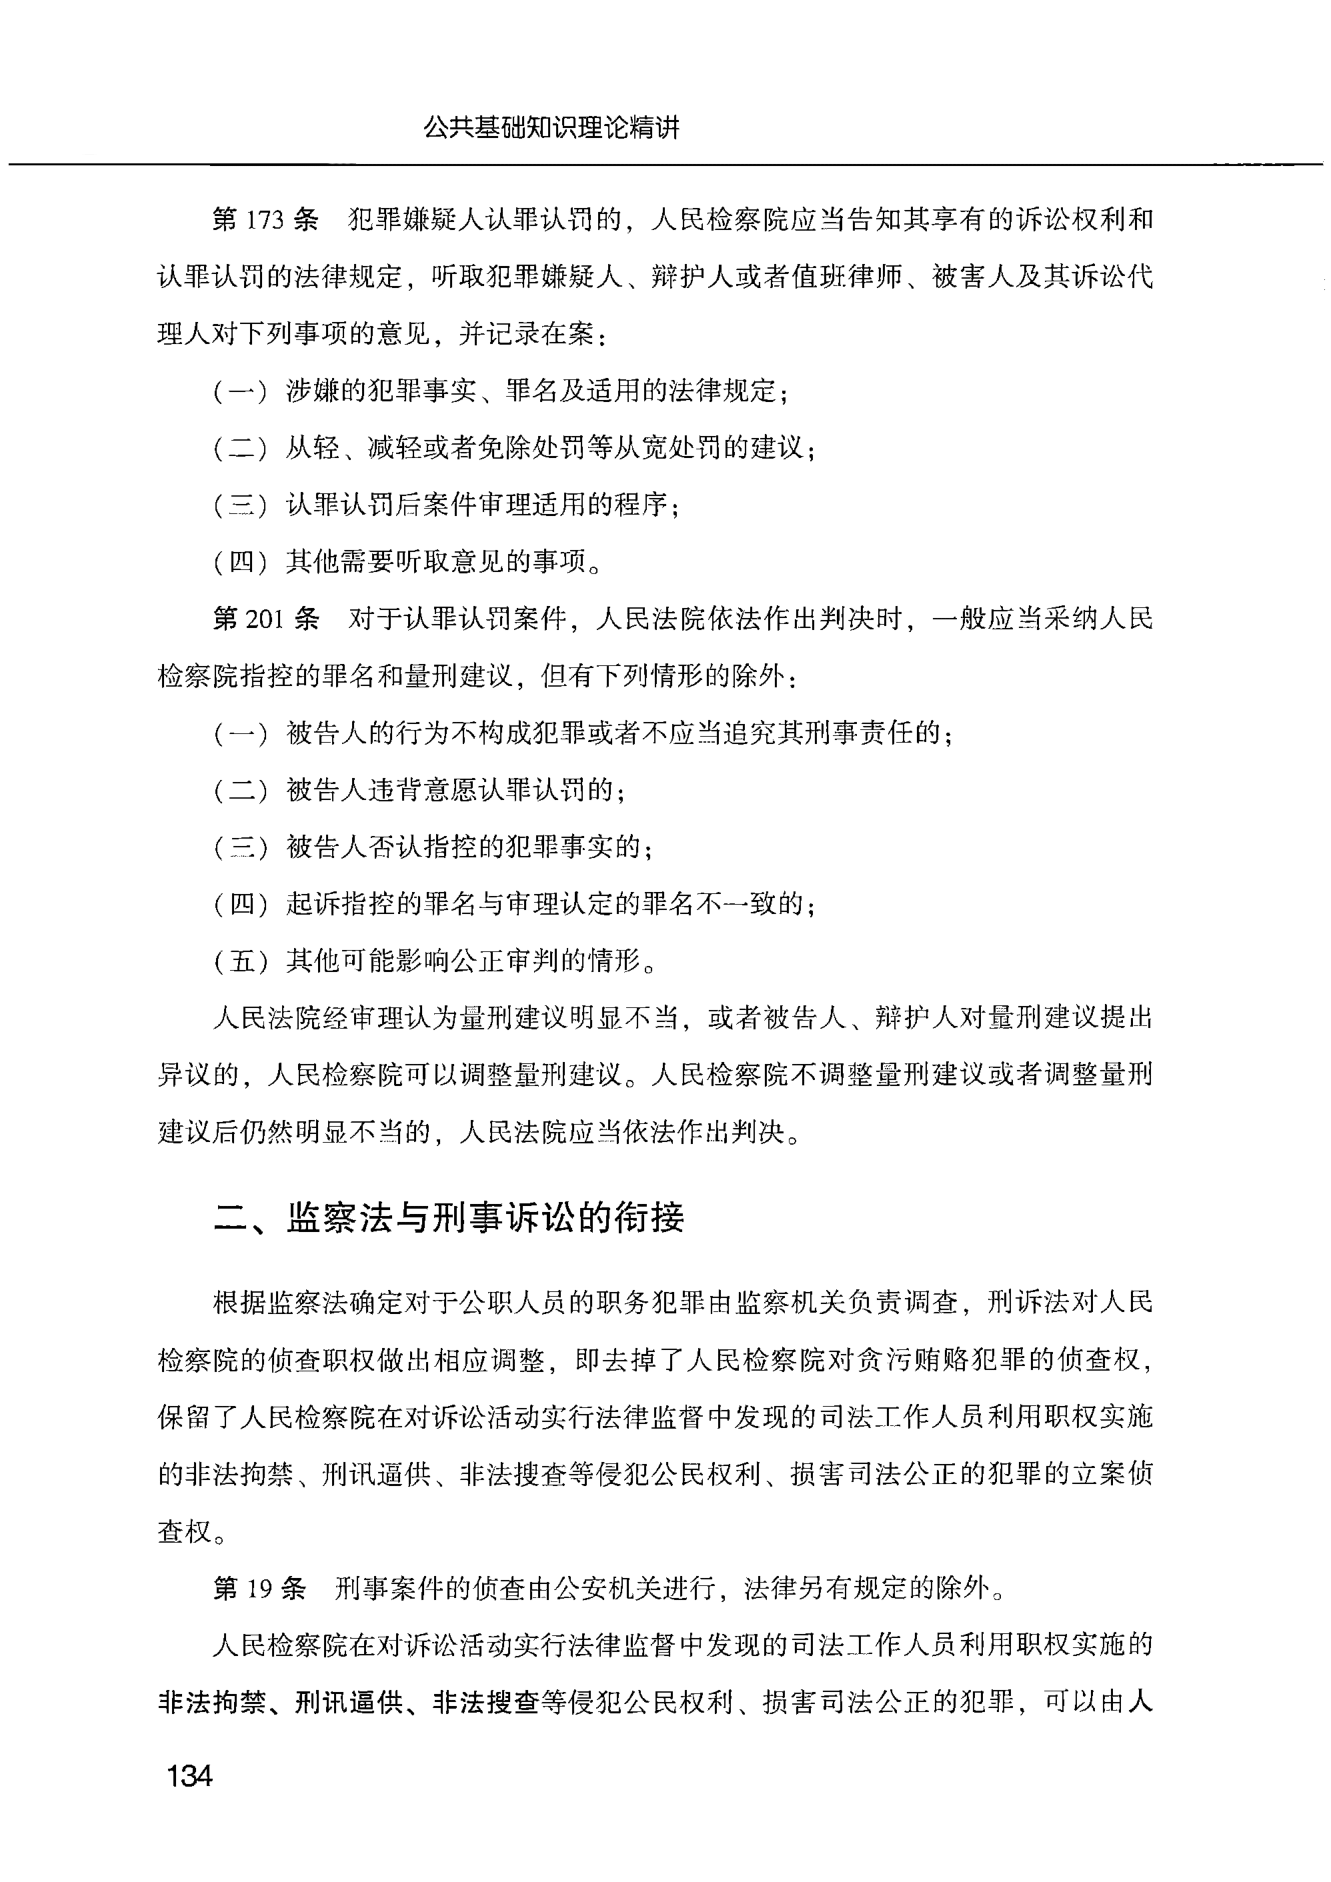 公共基础知识理论精讲
第 173 条　犯罪嫌疑人认罪认罚的，人民检察院应当告知其享有的诉讼权利和
认罪认罚的法律规定，听取犯罪嫌疑人、辩护人或者值班律师、被害人及其诉讼代
理人对下列事项的意见，并记录在案：
（一）涉嫌的犯罪事实、罪名及适用的法律规定；
（二）从轻、减轻或者免除处罚等从宽处罚的建议；
（三）认罪认罚后案件审理适用的程序；
（四）其他需要听取意见的事项。
第 201 条　对于认罪认罚案件，人民法院依法作出判决时，一般应当采纳人民
检察院指控的罪名和量刑建议，但有下列情形的除外：
（一）被告人的行为不构成犯罪或者不应当追究其刑事责任的；
（二）被告人违背意愿认罪认罚的；
（三）被告人否认指控的犯罪事实的；
（四）起诉指控的罪名与审理认定的罪名不一致的；
（五）其他可能影响公正审判的情形。
人民法院经审理认为量刑建议明显不当，或者被告人、辩护人对量刑建议提出
异议的，人民检察院可以调整量刑建议。人民检察院不调整量刑建议或者调整量刑
建议后仍然明显不当的，人民法院应当依法作出判决。
二、监察法与刑事诉讼的衔接
根据监察法确定对于公职人员的职务犯罪由监察机关负责调查，刑诉法对人民
检察院的侦查职权做出相应调整，即去掉了人民检察院对贪污贿赂犯罪的侦查权，
保留了人民检察院在对诉讼活动实行法律监督中发现的司法工作人员利用职权实施
的非法拘禁、刑讯逼供、非法搜查等侵犯公民权利、损害司法公正的犯罪的立案侦
查权。
第 19 条　刑事案件的侦查由公安机关进行，法律另有规定的除外。
人民检察院在对诉讼活动实行法律监督中发现的司法工作人员利用职权实施的
非法拘禁、刑讯逼供、非法搜查等侵犯公民权利、损害司法公正的犯罪，可以由人
134